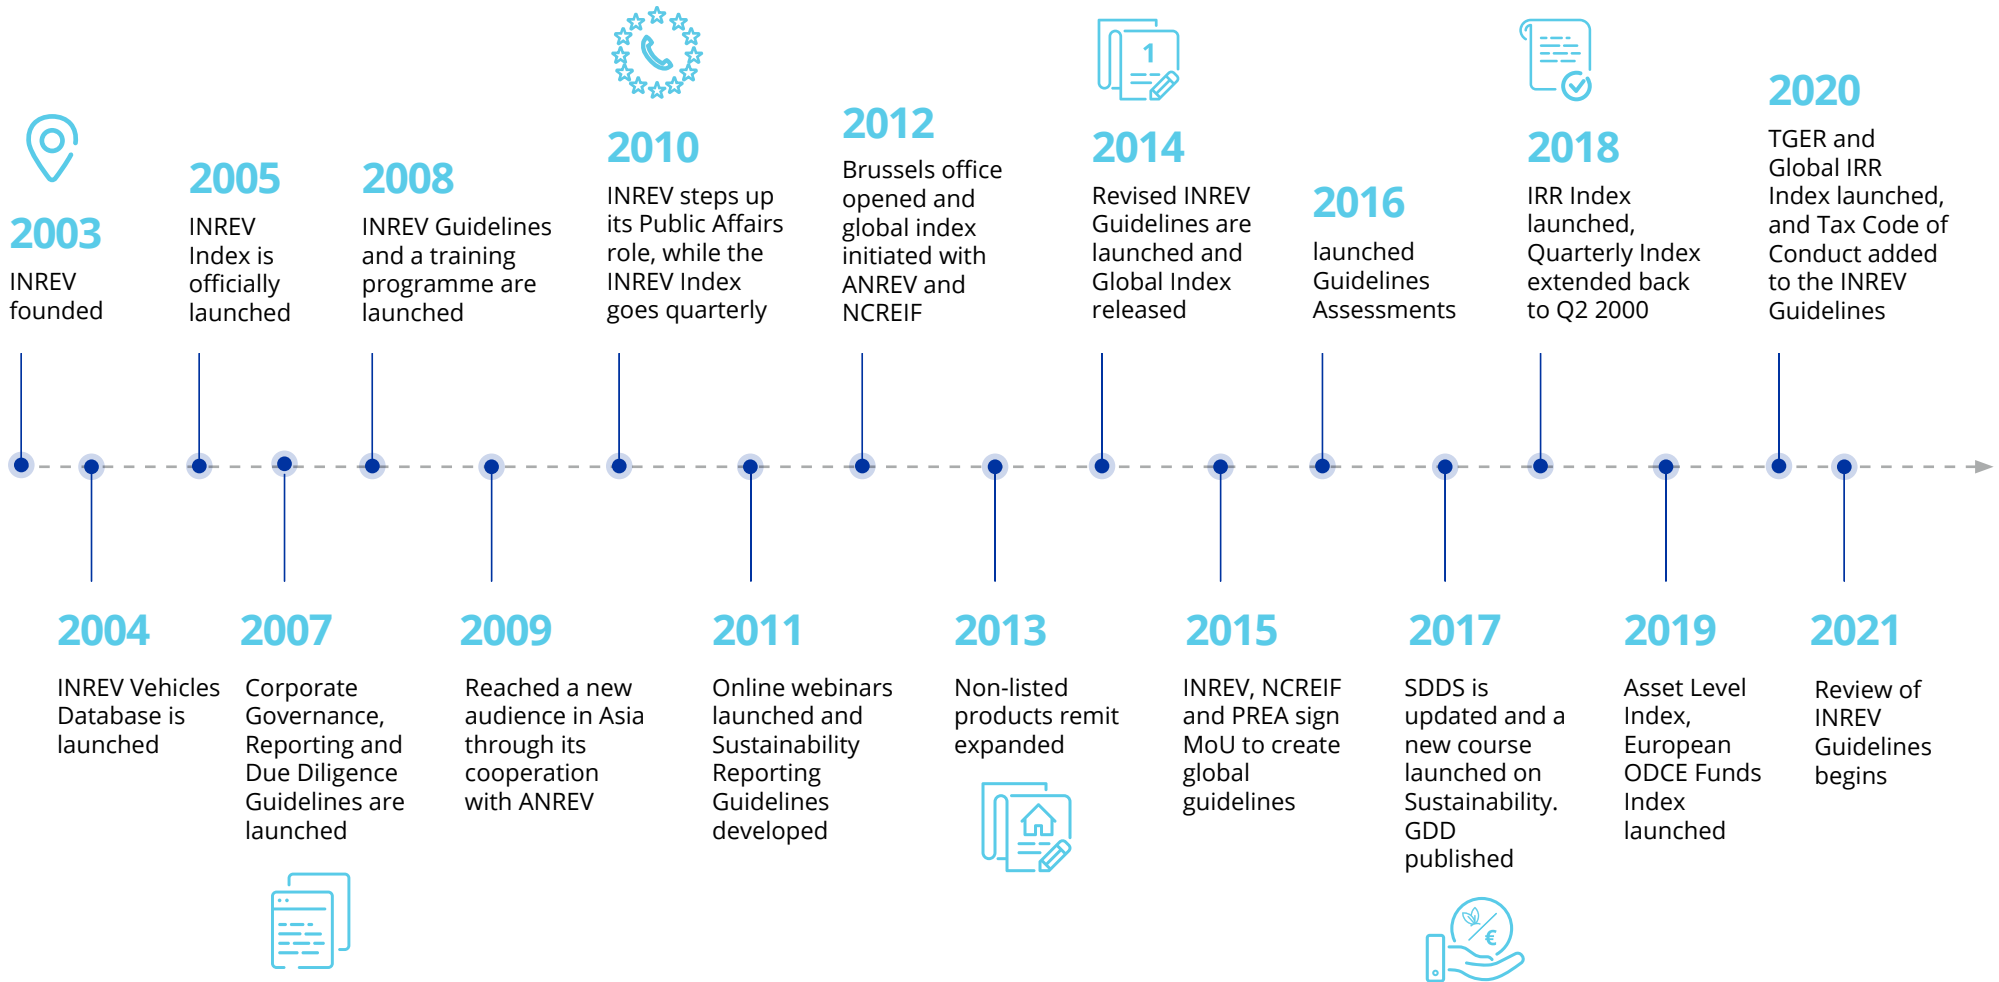 2003
INREV
founded
2005
INREV
Index is
officially
launched
2008
INREV Guidelines
and a training
programme are
launched
2010
INREV steps up
its Public Affairs
role, while the
INREV Index
goes quarterly
2012
Brussels office
opened and
global index
initiated with
ANREV and
NCREIF
1
2014
Revised INREV
Guidelines are
launched and
Global Index
released
2016
launched
Guidelines
Assessments
2018
IRR Index
launched,
Quarterly Index
extended back
to Q2 2000
2020
TGER and
Global IRR
Index launched,
and Tax Code of
Conduct added
to the INREV
Guidelines
2004
INREV Vehicles
Database is
launched
2007
Corporate
Governance,
Reporting and
Due Diligence
Guidelines are
launched
2009
Reached a new
audience in Asia
through its
cooperation
with ANREV
2011
Online webinars
launched and
Sustainability
Reporting
Guidelines
developed
2013
Non-listed
products remit
expanded
2015
INREV, NCREIF
and PREA sign
MoU to create
global
guidelines
2017
SDDS is
updated and a
new course
launched on
Sustainability.
GDD
published
€
2019
Asset Level
Index,
European
ODCE Funds
Index
launched
2021
Review of
INREV
Guidelines
begins